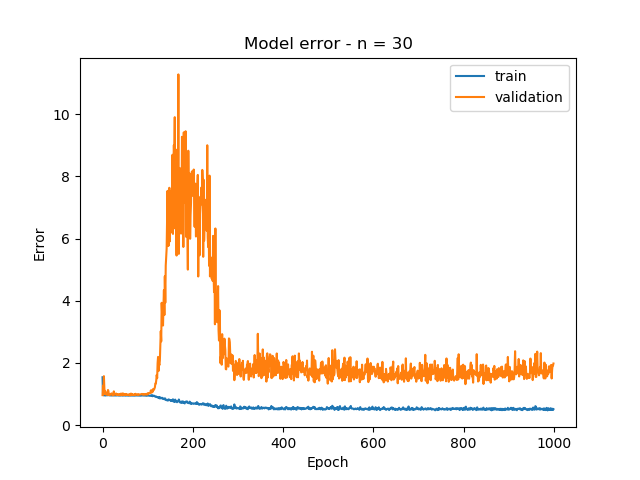 Model error - n = 30
train
validation
Error
10
8
6
4
2
0
0 200 400 600 800 1000
Epoch